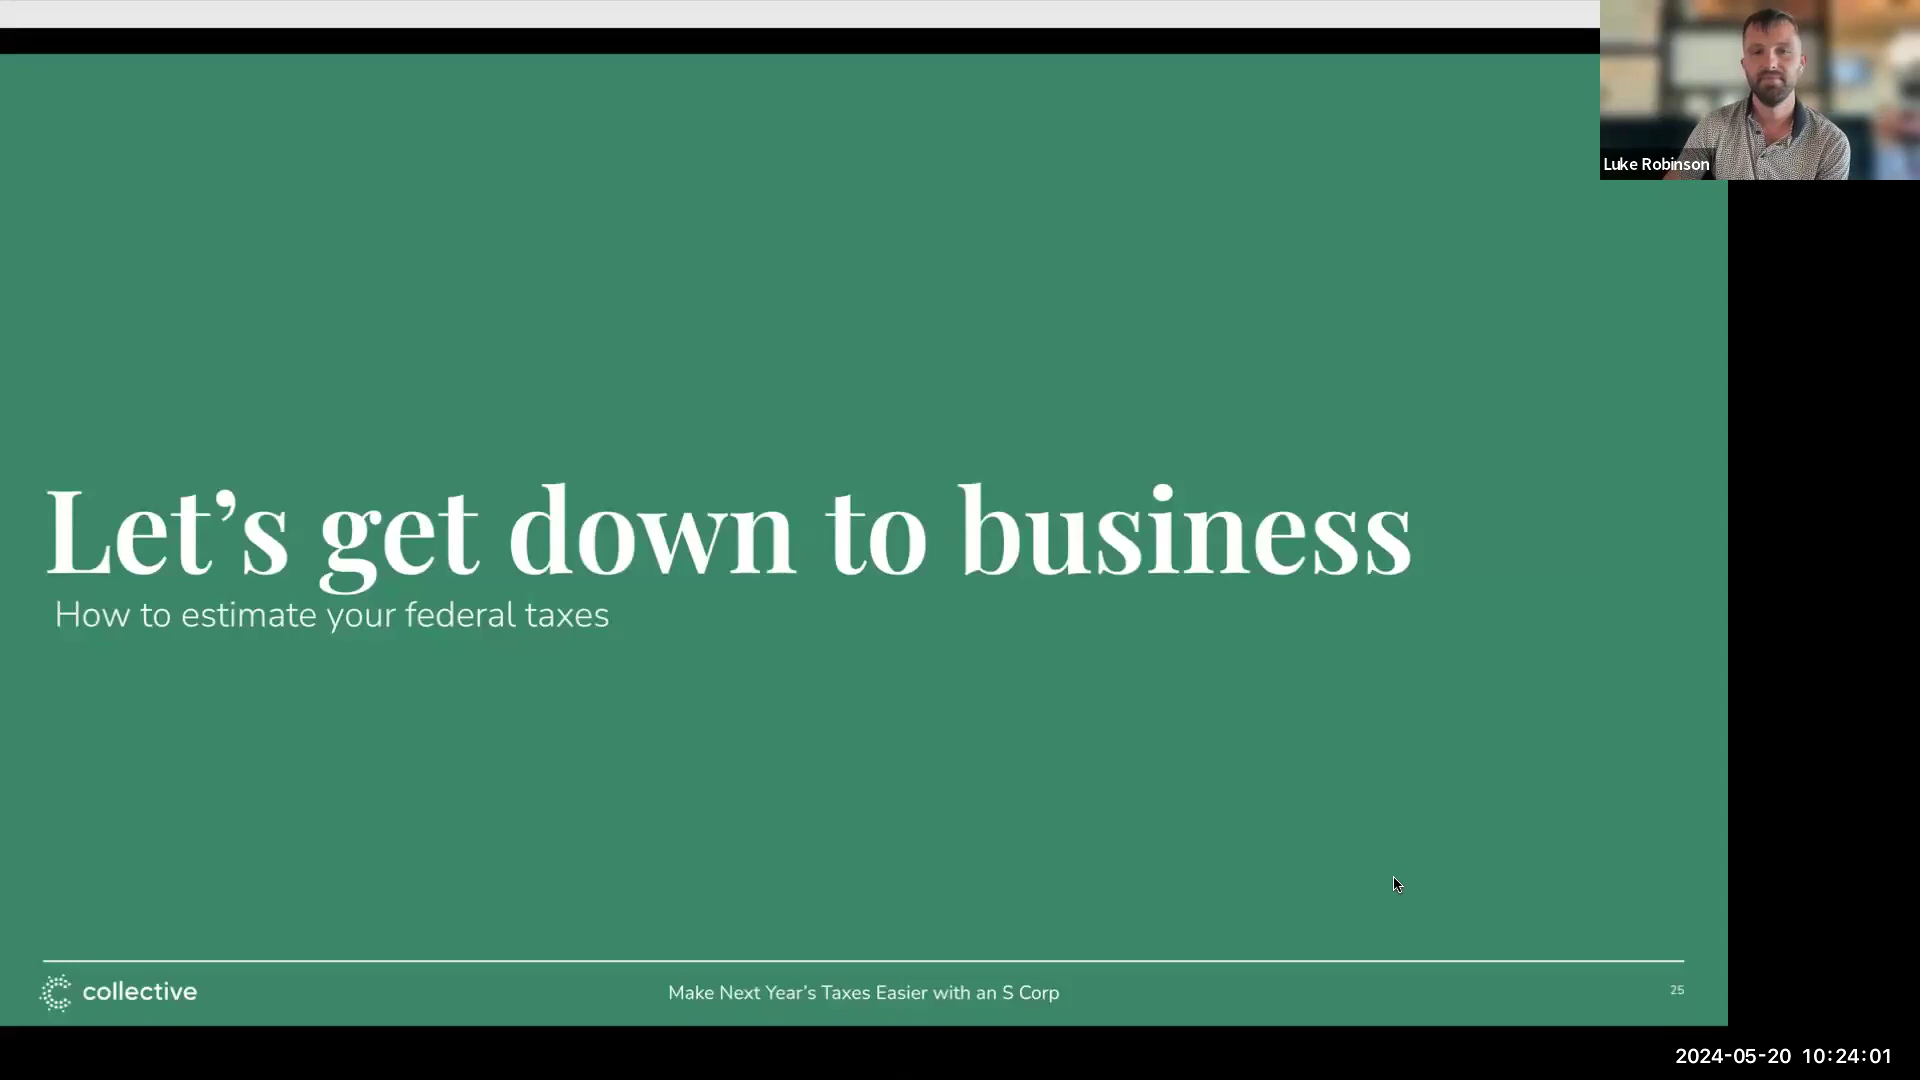 Luke Robinson
Let’s get down to business
How to estimate your federal taxes
collective
Make Next Year’s Taxes Easier with an S Corp
25
2024-05-20 10:24:01